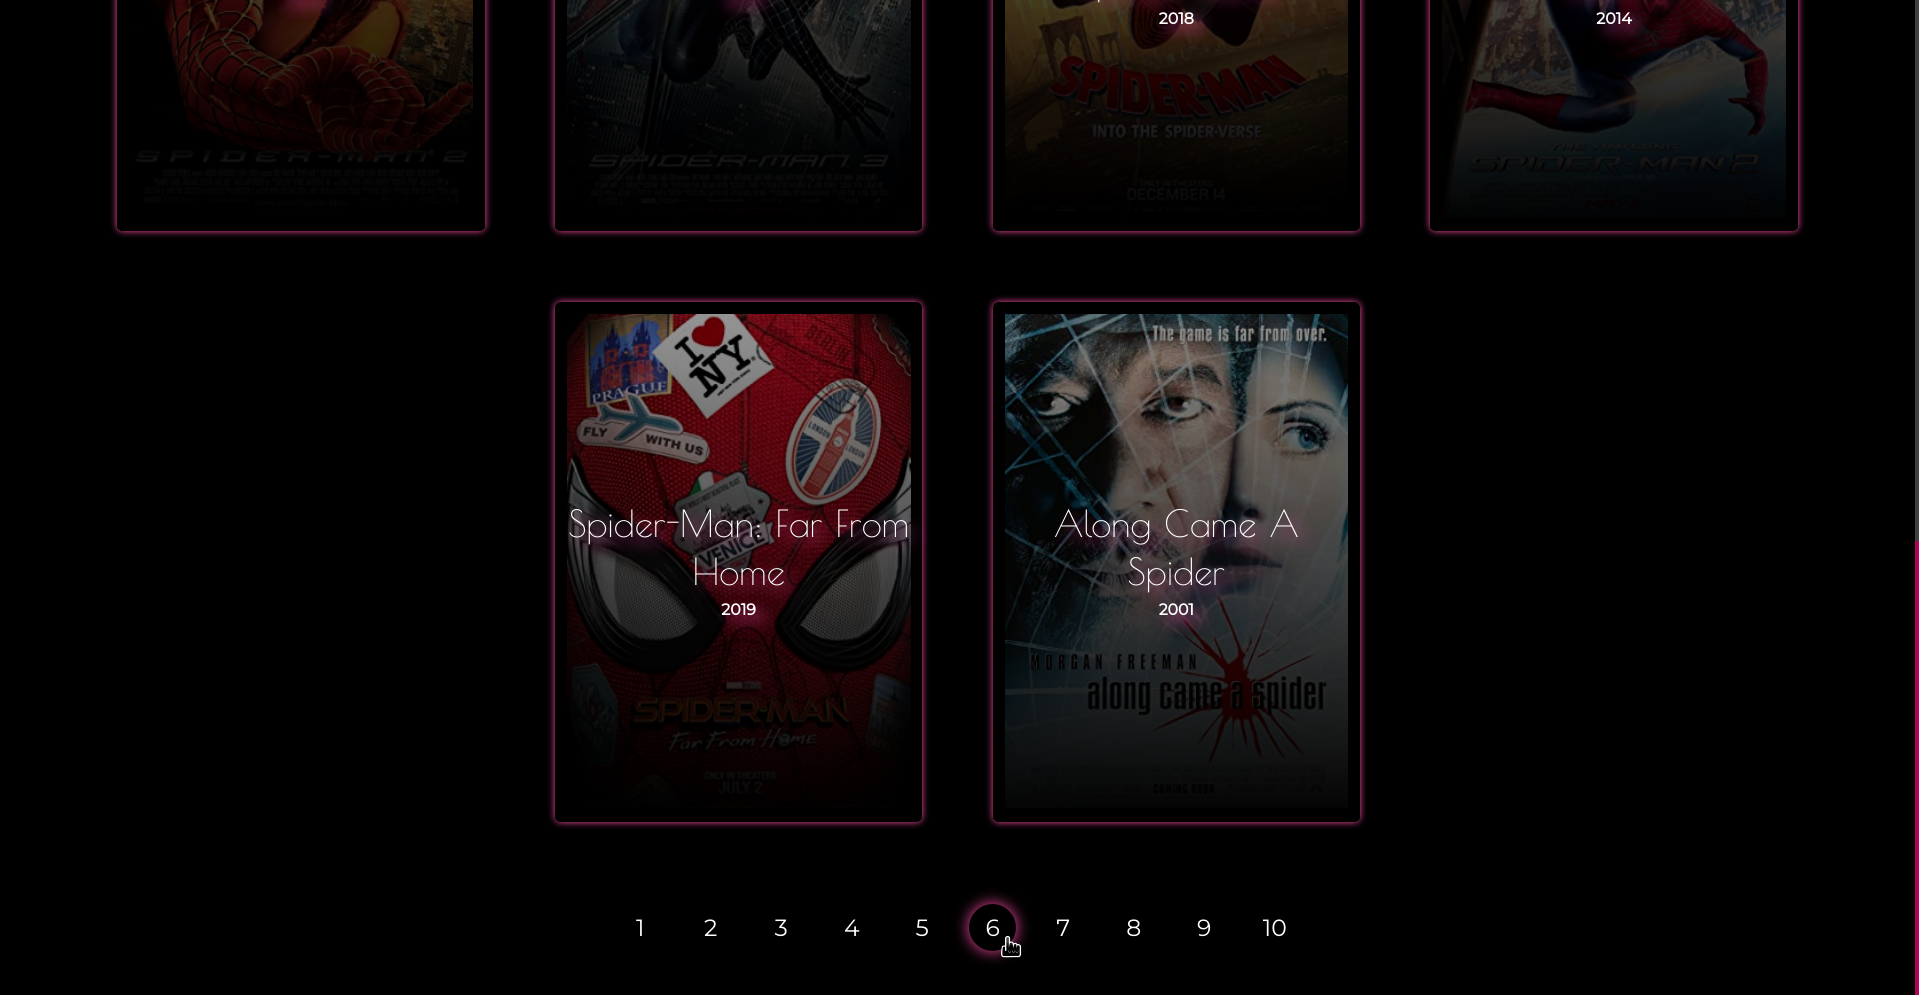 2018
2014
SPIDER-MAN 2
SPIDER-MAN 3
SPIDER-MAN
INTO THE SPIDER-VERSE
DECEMBER 14
SPIDER-MAN 2
PRAGUE
I
NY
FLY
WITH US
BERLIN
LONDON
LONDON
VENICE
Spider-Man: Far From
Home
2019
SPIDER-MAN
Far From Home
ONLY IN THEATERS
JULY 2
The game is far from over.
Along Came A
Spider
2001
MORGAN FREEMAN
along came a spider
COMING SOON
1 2 3 4 5 6 7 8 9 10